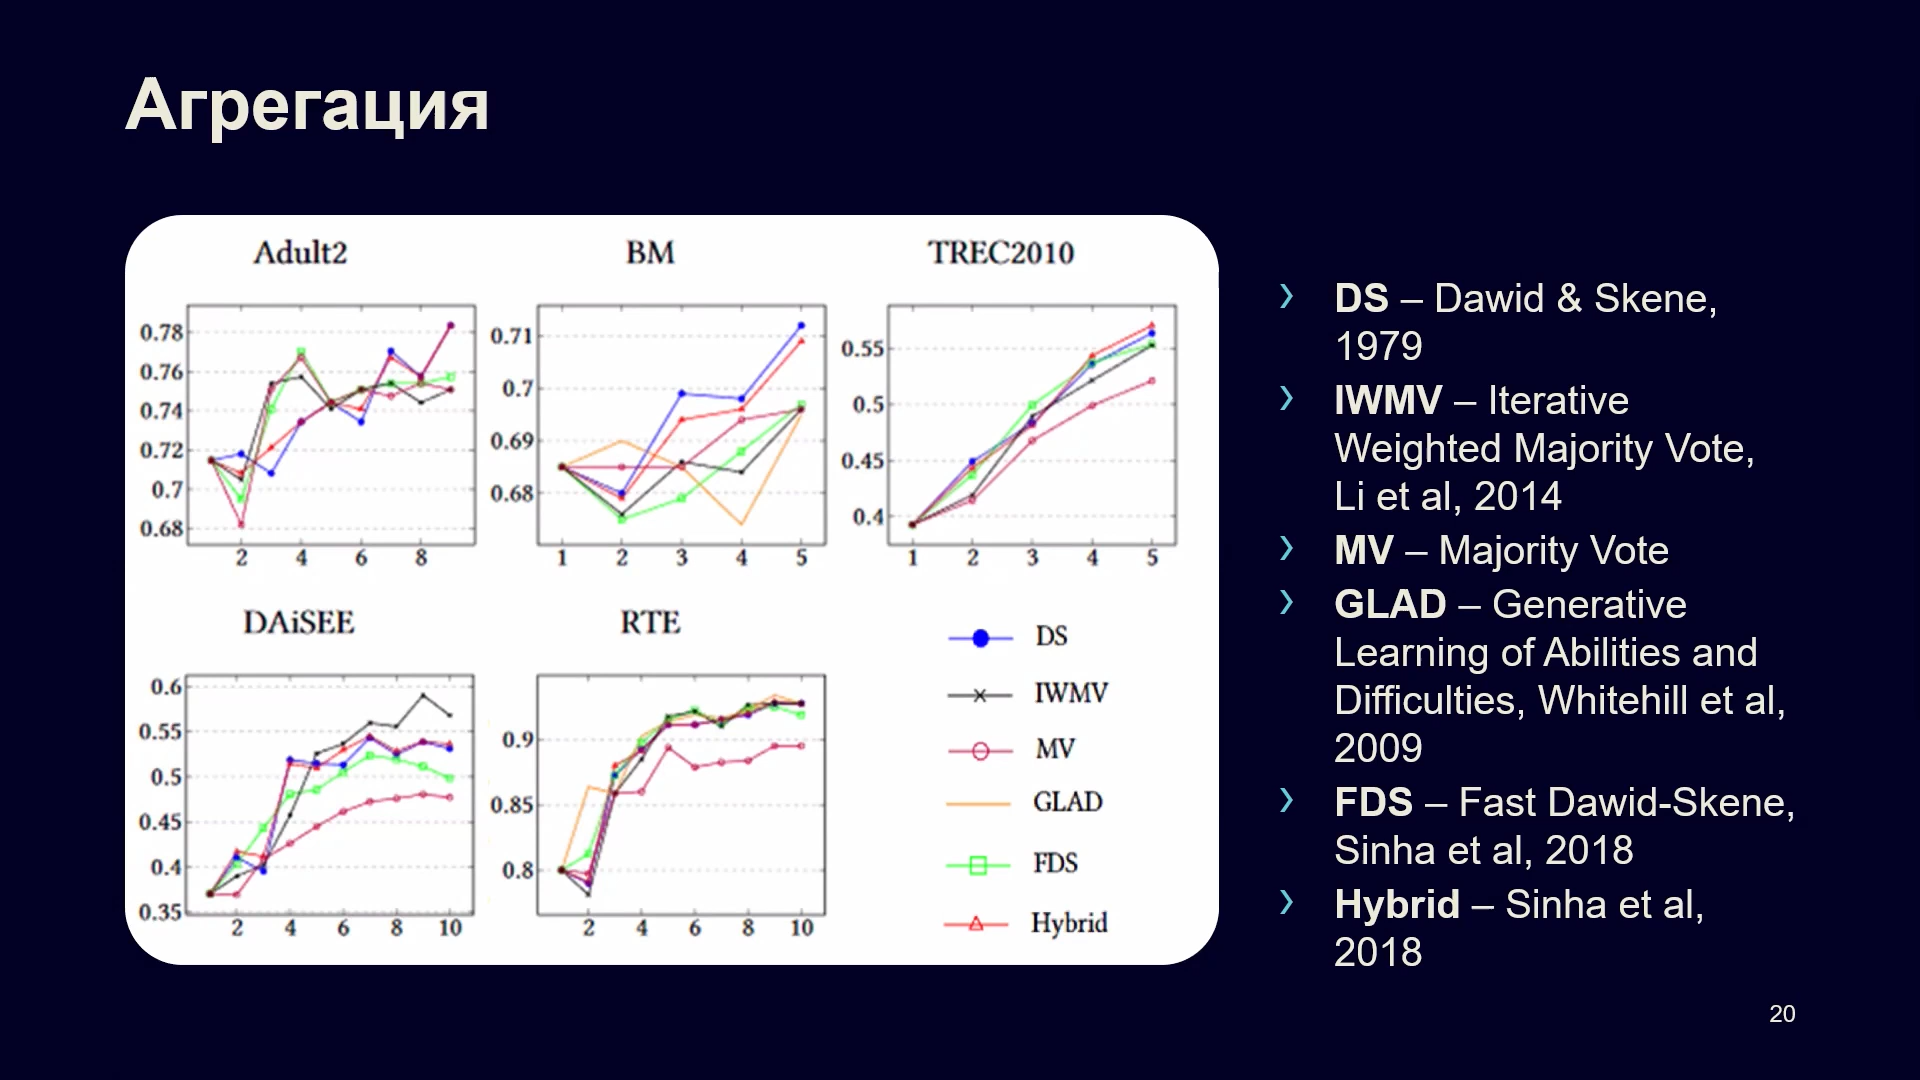 Агрегация
Adult2
0.78
0.76
0.74
0.72
0.7
0.68
2 4 6 8
BM
0.71
0.7
0.69
0.68
1 2 3 4 5
TREC2010
0.55
0.5
0.45
0.4
1 2 3 4 5
DAiSEE
0.6
0.55
0.5
0.45
0.4
0.35
2 4 6 8 10
RTE
0.9
0.85
0.8
2 4 6 8 10
DS
IWMV
MV
GLAD
FDS
Hybrid
› DS – Dawid & Skene,
1979
› IWMV – Iterative
Weighted Majority Vote,
Li et al, 2014
› MV – Majority Vote
› GLAD – Generative
Learning of Abilities and
Difficulties, Whitehill et al,
2009
› FDS – Fast Dawid-Skene,
Sinha et al, 2018
› Hybrid – Sinha et al,
2018
20